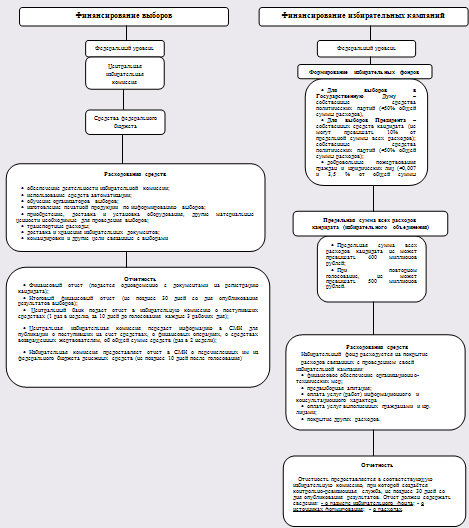 Финансирование выборов
Федеральный уровень
Центральная
избирательная
комиссия
Средства федерального
бюджета
Расходование средств
• обеспечение деятельности избирательной комиссии;
• использование средств автоматизации;
• обучение организаторов выборов;
• изготовление печатной продукции по информированию выборов;
• приобретение, доставка и установка оборудования, другие материальные
ценности необходимые для проведения выборов;
• транспортные расходы;
• доставка и хранения избирательных документов;
• командировки и другие цели связанные с выборами
Отчетность
• Финансовый отчет (подается одновременно с документами на регистрацию
кандидата);
• Итоговый финансовый отчет (не позднее 30 дней со дня опубликования
результатов выборов);
• Центральный банк подает отчет в избирательную комиссию о поступивших
средствах (1 раз в неделю, за 10 дней до голосования каждые 3 рабочих дня);
• Центральная избирательная комиссия передает информацию в СМИ для
публикации о поступивших на счет средствах, о финансовых операциях, о средствах
возвращенных жертвователям, об общей сумме средств (раз в 2 недели);
• Избирательная комиссия предоставляет отчет в СМИ о перечисленных им из
федерального бюджета денежных средств (не позднее 10 дней после голосования)
Финансирование избирательных кампаний
Федеральный уровень
Формирование избирательных фондов
• Для выборов в
Государственную Думу –
собственные средства
политических партий (≠50% общей
суммы расходов),
• Для выборов Президента –
собственных средств кандидата (не
могут превышать 10% от
предельной суммы всех расходов);
собственные средства
политических партий (≠50% общей
суммы расходов);
• добровольные пожертвования
граждан и юридических лиц (≠0,007
и 3,5 % от общей суммы
Предельная сумма всех расходов
кандидата (избирательного объединения)
• Предельная сумма всех
расходов кандидата не может
превышать 400 миллионов
рублей;
• При повторном
голосовании, не может
превышать 500 миллионов
рублей.
Расходование средств
Избирательный фонд расходуется на покрытие
расходов связанных с проведением своей
избирательной кампании:
• финансовое обеспечение организационно-
технических мер;
• предвыборная агитация;
• оплата услуг (работ) информационного и
консультационного характера
• оплата услуг выполненных гражданами и юр.
лицами;
• покрытие других расходов.
Отчетность
Отчетность предоставляется в соответствующую
избирательную комиссию, при которой создаётся
контрольно-ревизионная служба, не позднее 30 дней со
дня опубликования результатов. Отчет должен содержать
сведения: - о размере избирательного фонда; - о
источниках формирования; - о расходах.